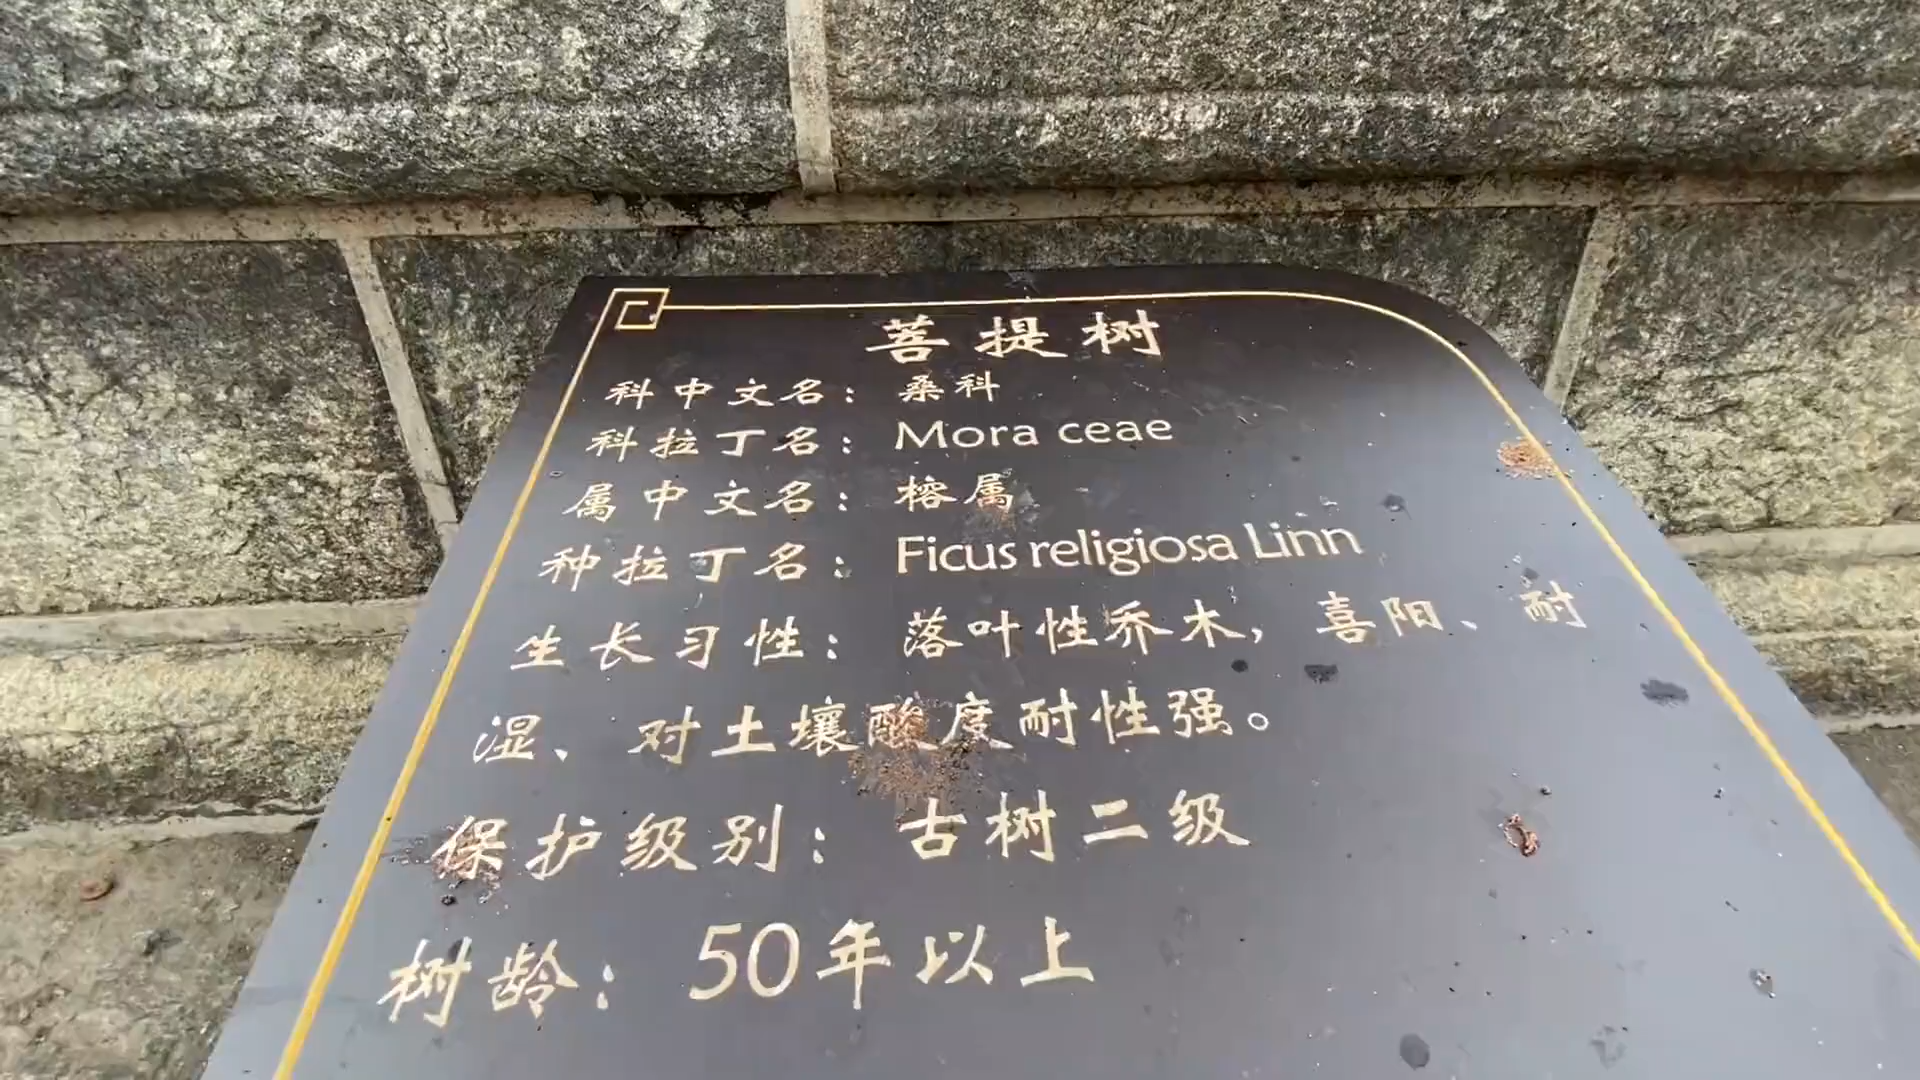 菩提树
科中文名：桑科
科拉丁名：Mora ceae
属中文名：榕属
种拉丁名：Ficus religiosa Linn
生长习性：落叶性乔木，喜阳、耐
湿、对土壤酸度耐性强。
保护级别：古树二级
树龄：50年以上